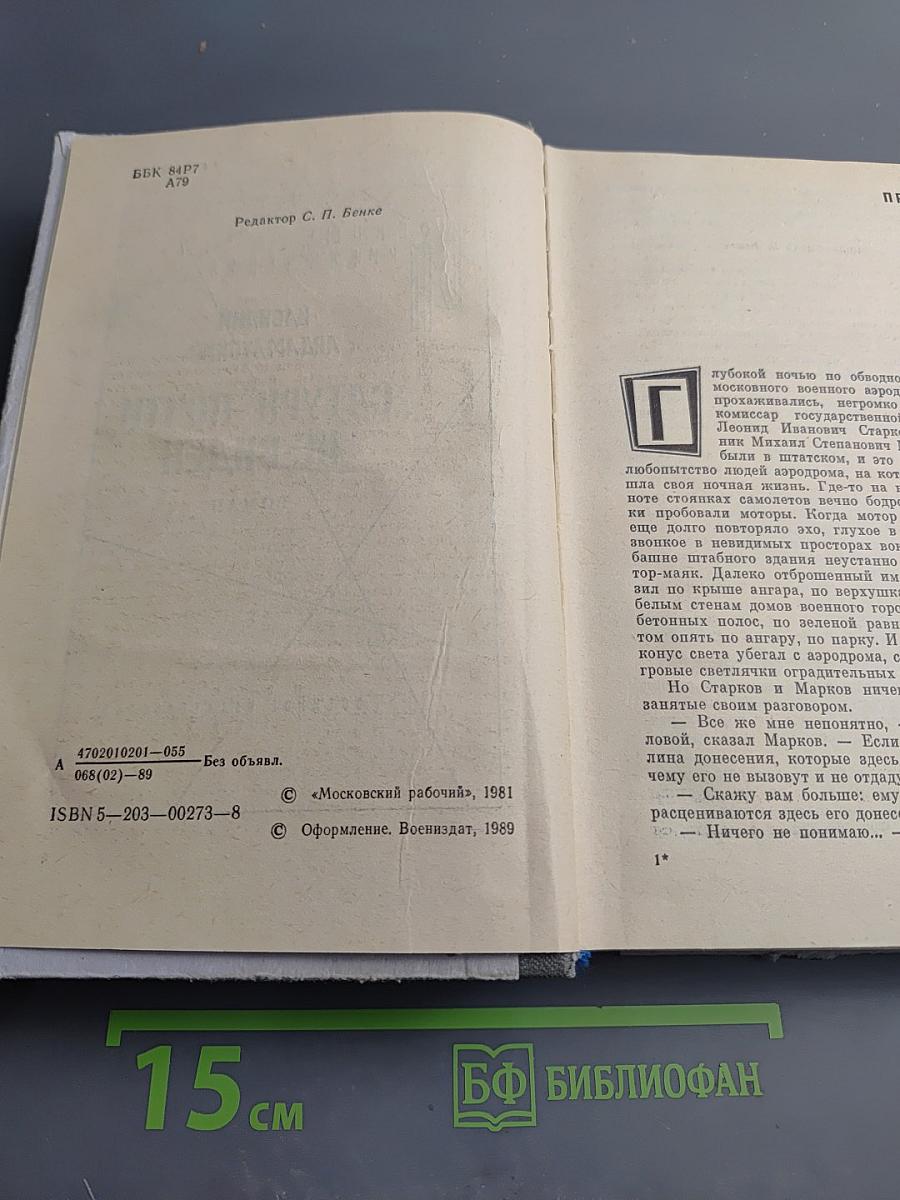 ББК 84Р7
А79
Редактор С. П. Бенке
А 4702010201—055
068(02)—89
Без объявл.
ISBN 5—203—00273—8
© «Московский рабочий», 1981
© Оформление. Воениздат, 1989
ПР
Глубокой ночью по обводно
московного военного аэрод
прохаживались, негромко
комиссар государственной
Леонид Иванович Старко
ник Михаил Степанович
были в штатском, и это
любопытство людей аэродрома, на кот
шла своя ночная жизнь. Где-то на н
ноте стоянках самолетов вечно бодро
ки пробовали моторы. Когда мотор
еще долго повторяло эхо, глухое в
звонкое в невидимых просторах вок
башне штабного здания неустанно
тор-маяк. Далеко отброшенный им
зил по крыше ангара, по верхушка
белым стенам домов военного горо
бетонных полос, по зеленой равн
том опять по ангару, по парку. И
конус света убегал с аэродрома, с
гровые светлячки оградительных
Но Старков и Марков ничег
занятые своим разговором.
— Все же мне непонятно, —
ловой, сказал Марков. — Если
лина донесения, которые здесь
чему его не вызовут и не отдаду
— Скажу вам больше: ему
расцениваются здесь его донесе
— Ничего не понимаю... —
1*
15 см
БФ БИБЛИОФАН